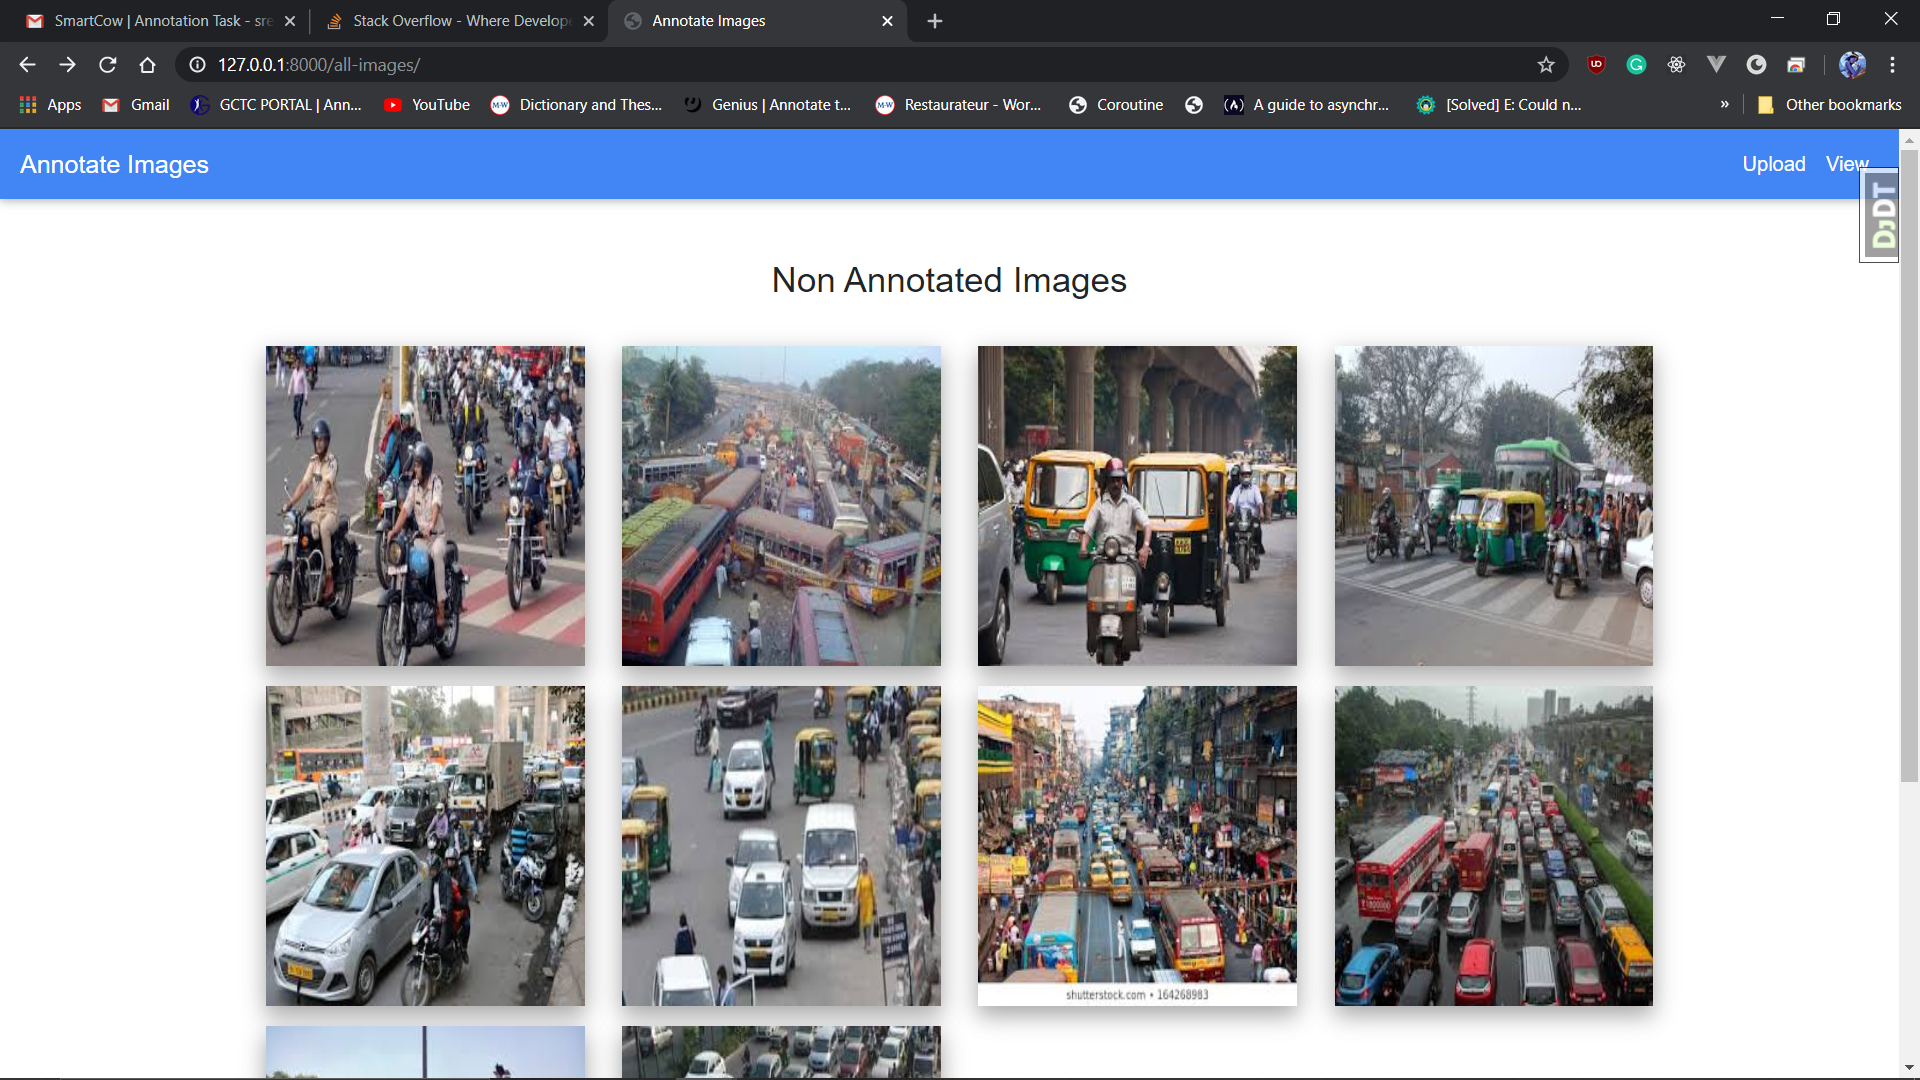 SmartCow | Annotation Task - sre
Stack Overflow - Where Develope
Annotate Images
127.0.0.1:8000/all-images/
Apps
Gmail
GCTC PORTAL | Ann...
YouTube
Dictionary and Thes...
Genius | Annotate t...
Restaurateur - Wor...
Coroutine
A guide to asynchr...
[Solved] E: Could n...
»
Other bookmarks
Annotate Images
Upload
View
DjDT
Non Annotated Images
shutterstock.com • 164268983